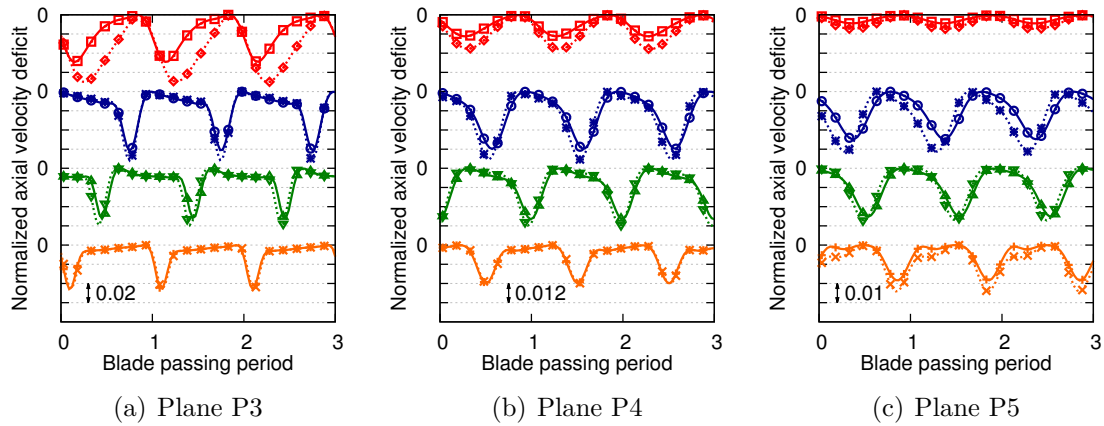 Normalized axial velocity deficit
0
0
0
0
0.02
0 1 2 3
Blade passing period
(a) Plane P3
Normalized axial velocity deficit
0
0
0
0
0.012
0 1 2 3
Blade passing period
(b) Plane P4
Normalized axial velocity deficit
0
0
0
0
0.01
0 1 2 3
Blade passing period
(c) Plane P5